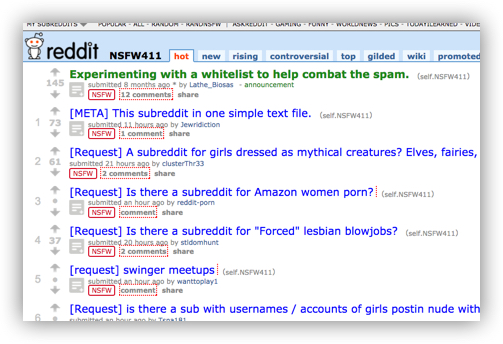 MY SUBREDDITS POPULAR - ALL - RANDOM - RANDNSFW | ASKREDDIT - GAMING - FUNNY - WORLDNEWS - PICS - TODAYILEARNED - VIDE
reddit NSFW411 hot new rising controversial top gilded wiki promoted
Experimenting with a whitelist to help combat the spam. (self.NSFW411)
145
submitted 8 months ago * by Lathe_Biosas - announcement
NSFW 12 comments share
[META] This subreddit in one simple text file. (self.NSFW411)
1 73
submitted 11 hours ago by Jewridiction
NSFW 1 comment share
[Request] A subreddit for girls dressed as mythical creatures? Elves, fairies,
2 61
submitted 21 hours ago by clusterThr33
NSFW 2 comments share
[Request] Is there a subreddit for Amazon women porn? (self.NSFW411)
3
submitted an hour ago by reddit-porn
NSFW comment share
[Request] Is there a subreddit for "Forced" lesbian blowjobs? (self.NSFW411)
4 37
submitted 20 hours ago by stidomhunt
NSFW 2 comments share
[request] swinger meetups (self.NSFW411)
5
submitted an hour ago by wanttoplay1
NSFW comment share
[Request] is there a sub with usernames / accounts of girls postin nude with
6
submitted an hour ago by Tsna181